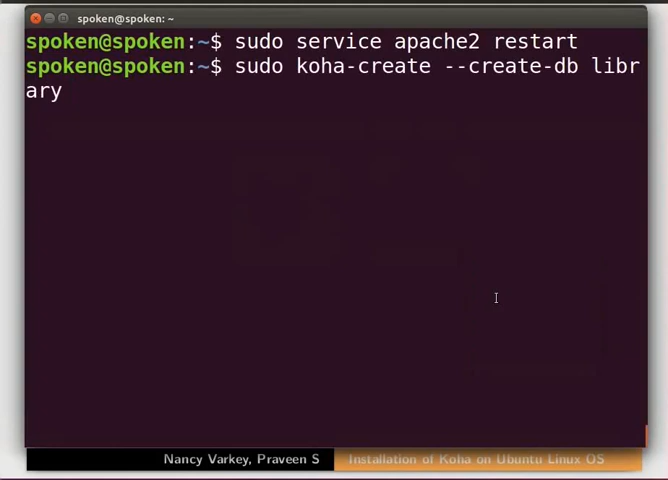 spoken@spoken: ~
spoken@spoken:~$ sudo service apache2 restart
spoken@spoken:~$ sudo koha-create --create-db libr
ary
Nancy Varkey, Praveen S
Installation of Koha on Ubuntu Linux OS